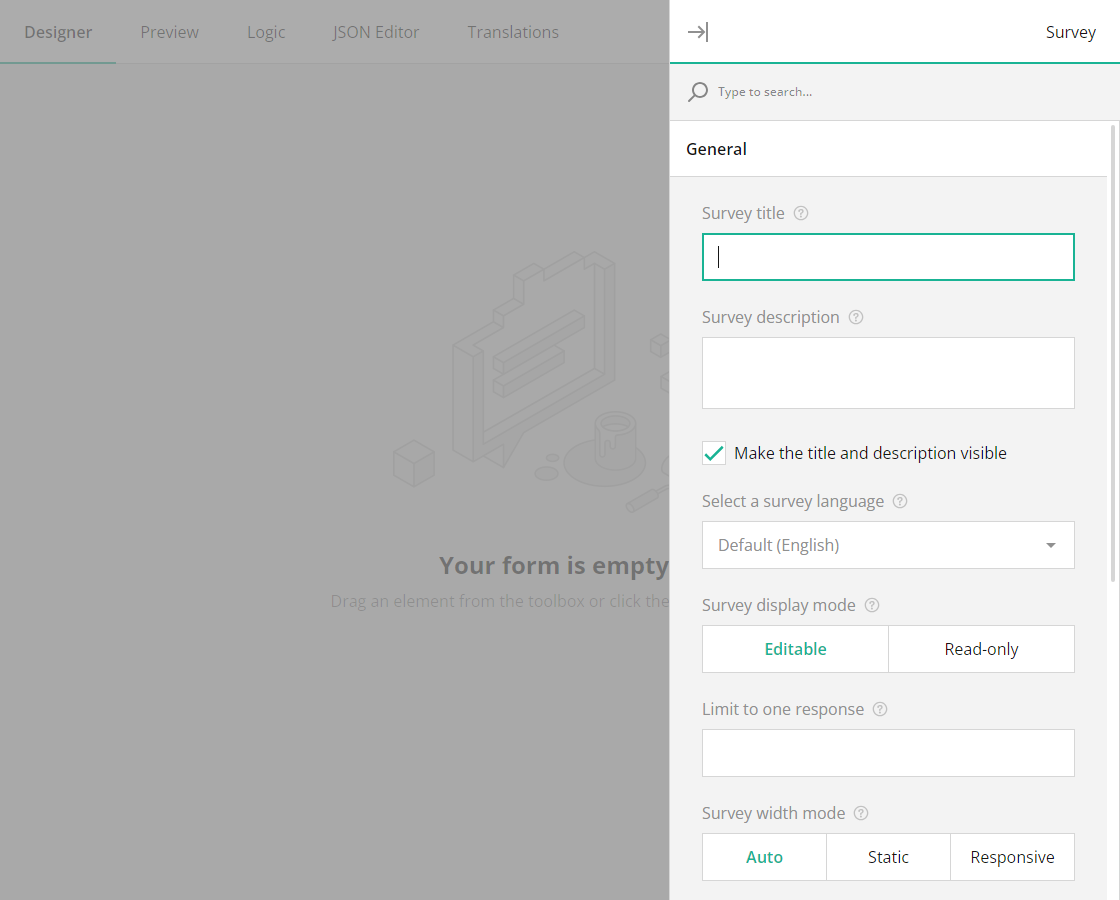 Designer Preview Logic JSON Editor Translations
Survey
Type to search...
General
Survey title
Survey description
Make the title and description visible
Select a survey language
Default (English)
Survey display mode
Editable Read-only
Limit to one response
Survey width mode
Auto Static Responsive
Your form is empty
Drag an element from the toolbox or click the